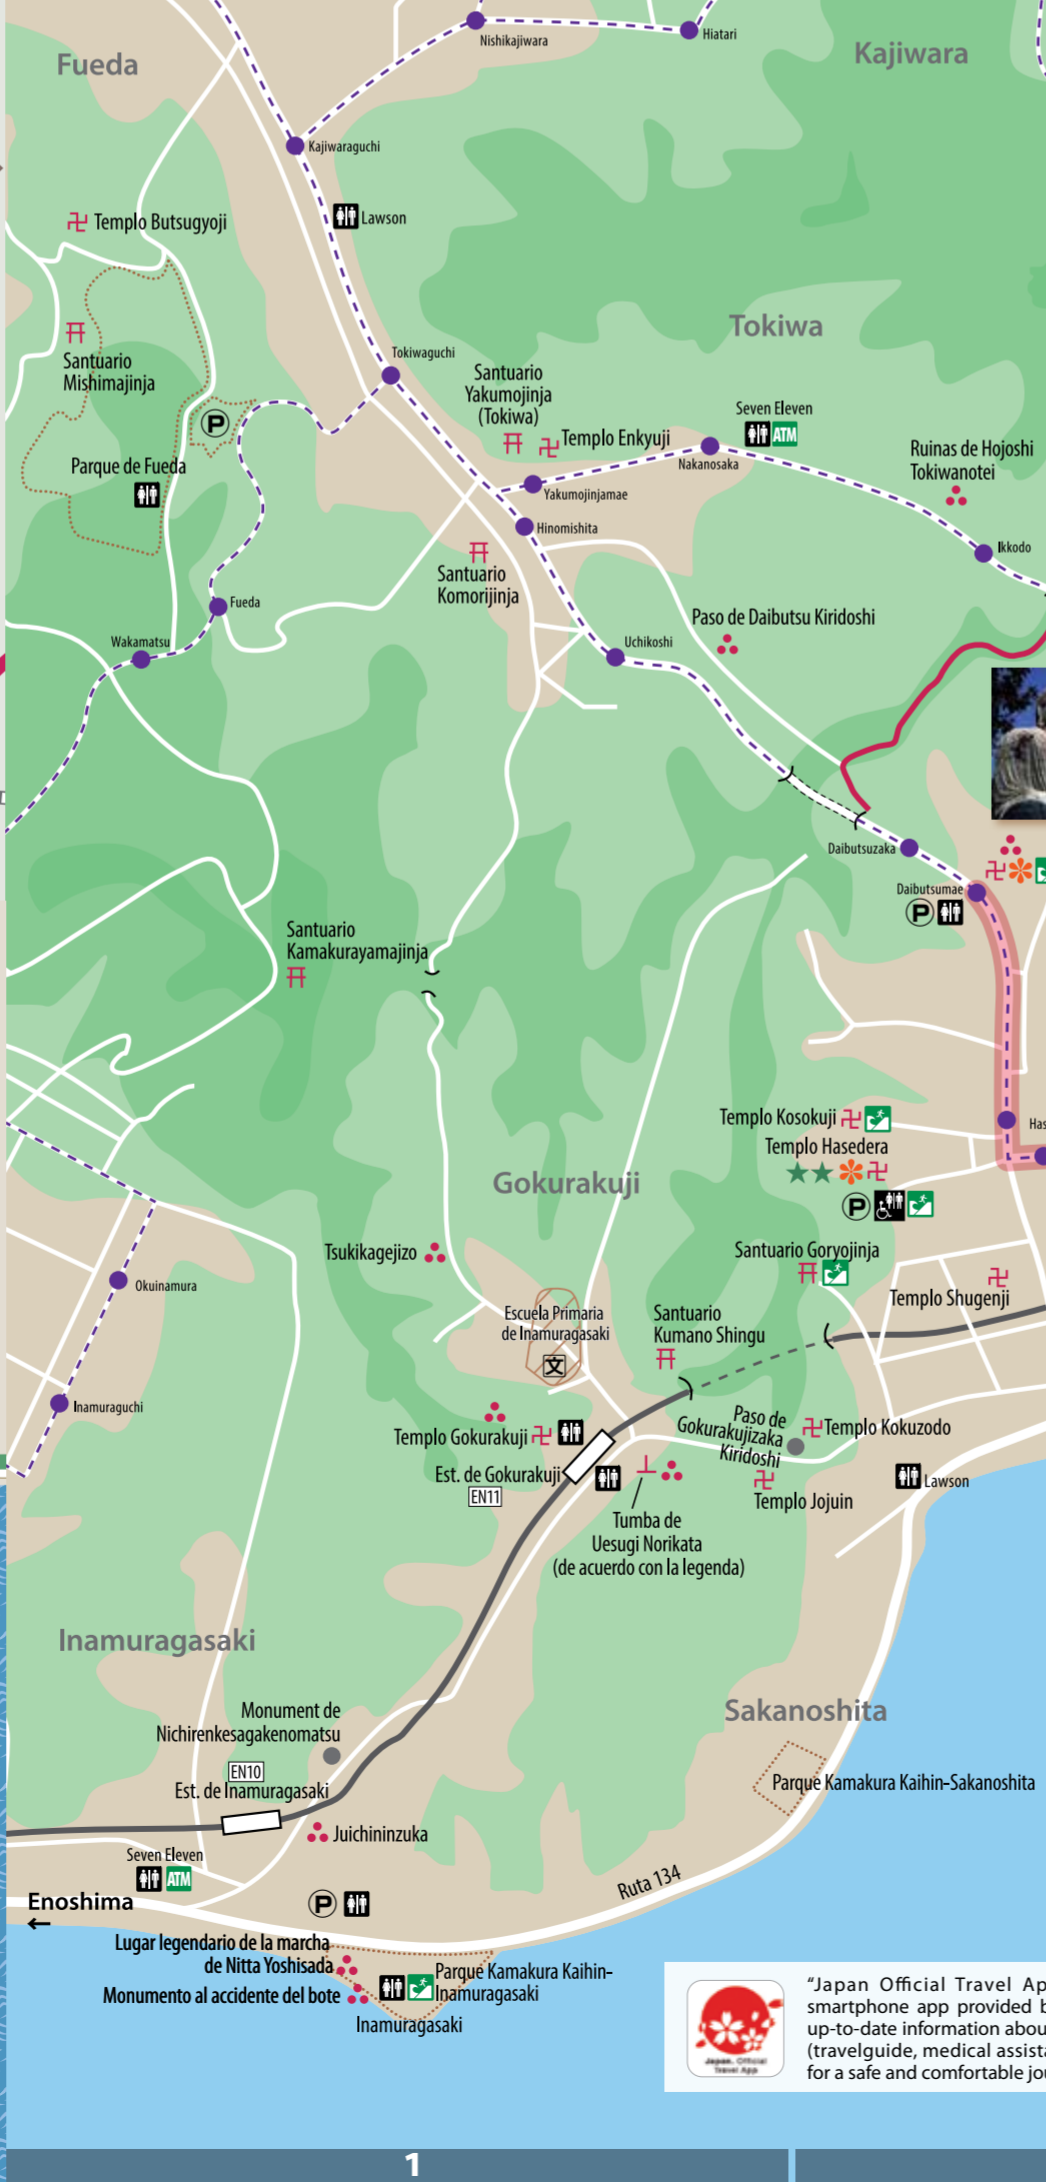 Nishikajiwara
Hiatari
Kajiwara
Fueda
Kajiwaraguchi
Templo Butsugyoji
Lawson
Tokiwa
Santuario
Mishimajinja
Tokiwaguchi
Santuario
Yakumojinja
(Tokiwa)
Seven Eleven
ATM
P
Templo Enkyuji
Ruinas de Hojoshi
Tokiwanotei
Parque de Fueda
Nakanosaka
Yakumojinjamae
Hinomishita
Ikkodo
Santuario
Komorijinja
Fueda
Paso de Daibutsu Kiridoshi
Wakamatsu
Uchikoshi
Daibutsuzaka
Daibutsumae
P
Santuario
Kamakurayamajinja
Templo Kosokuji
Has
Templo Hasedera
Gokurakuji
P
Tsukikagejizo
Santuario Goryojinja
Okuinamura
Templo Shugenji
Escuela Primaria
de Inamuragasaki
文
Santuario
Kumano Shingu
Inamuraguchi
Templo Gokurakuji
Paso de
Gokurakujizaka
Kiridoshi
Templo Kokuzodo
Est. de Gokurakuji
EN11
Lawson
Templo Jojuin
Tumba de
Uesugi Norikata
(de acuerdo con la legenda)
Inamuragasaki
Monument de
Nichirenkesagakenomatsu
Sakanoshita
EN10
Est. de Inamuragasaki
Parque Kamakura Kaihin-Sakanoshita
Juichininzuka
Seven Eleven
ATM
Ruta 134
Enoshima
←
P
Lugar legendario de la marcha
de Nitta Yoshisada
Monumento al accidente del bote
Parque Kamakura Kaihin-
Inamuragasaki
Inamuragasaki
Japan. Official
Travel App
“Japan Official Travel Ap
smartphone app provided b
up-to-date information abou
(travelguide, medical assista
for a safe and comfortable jou
1